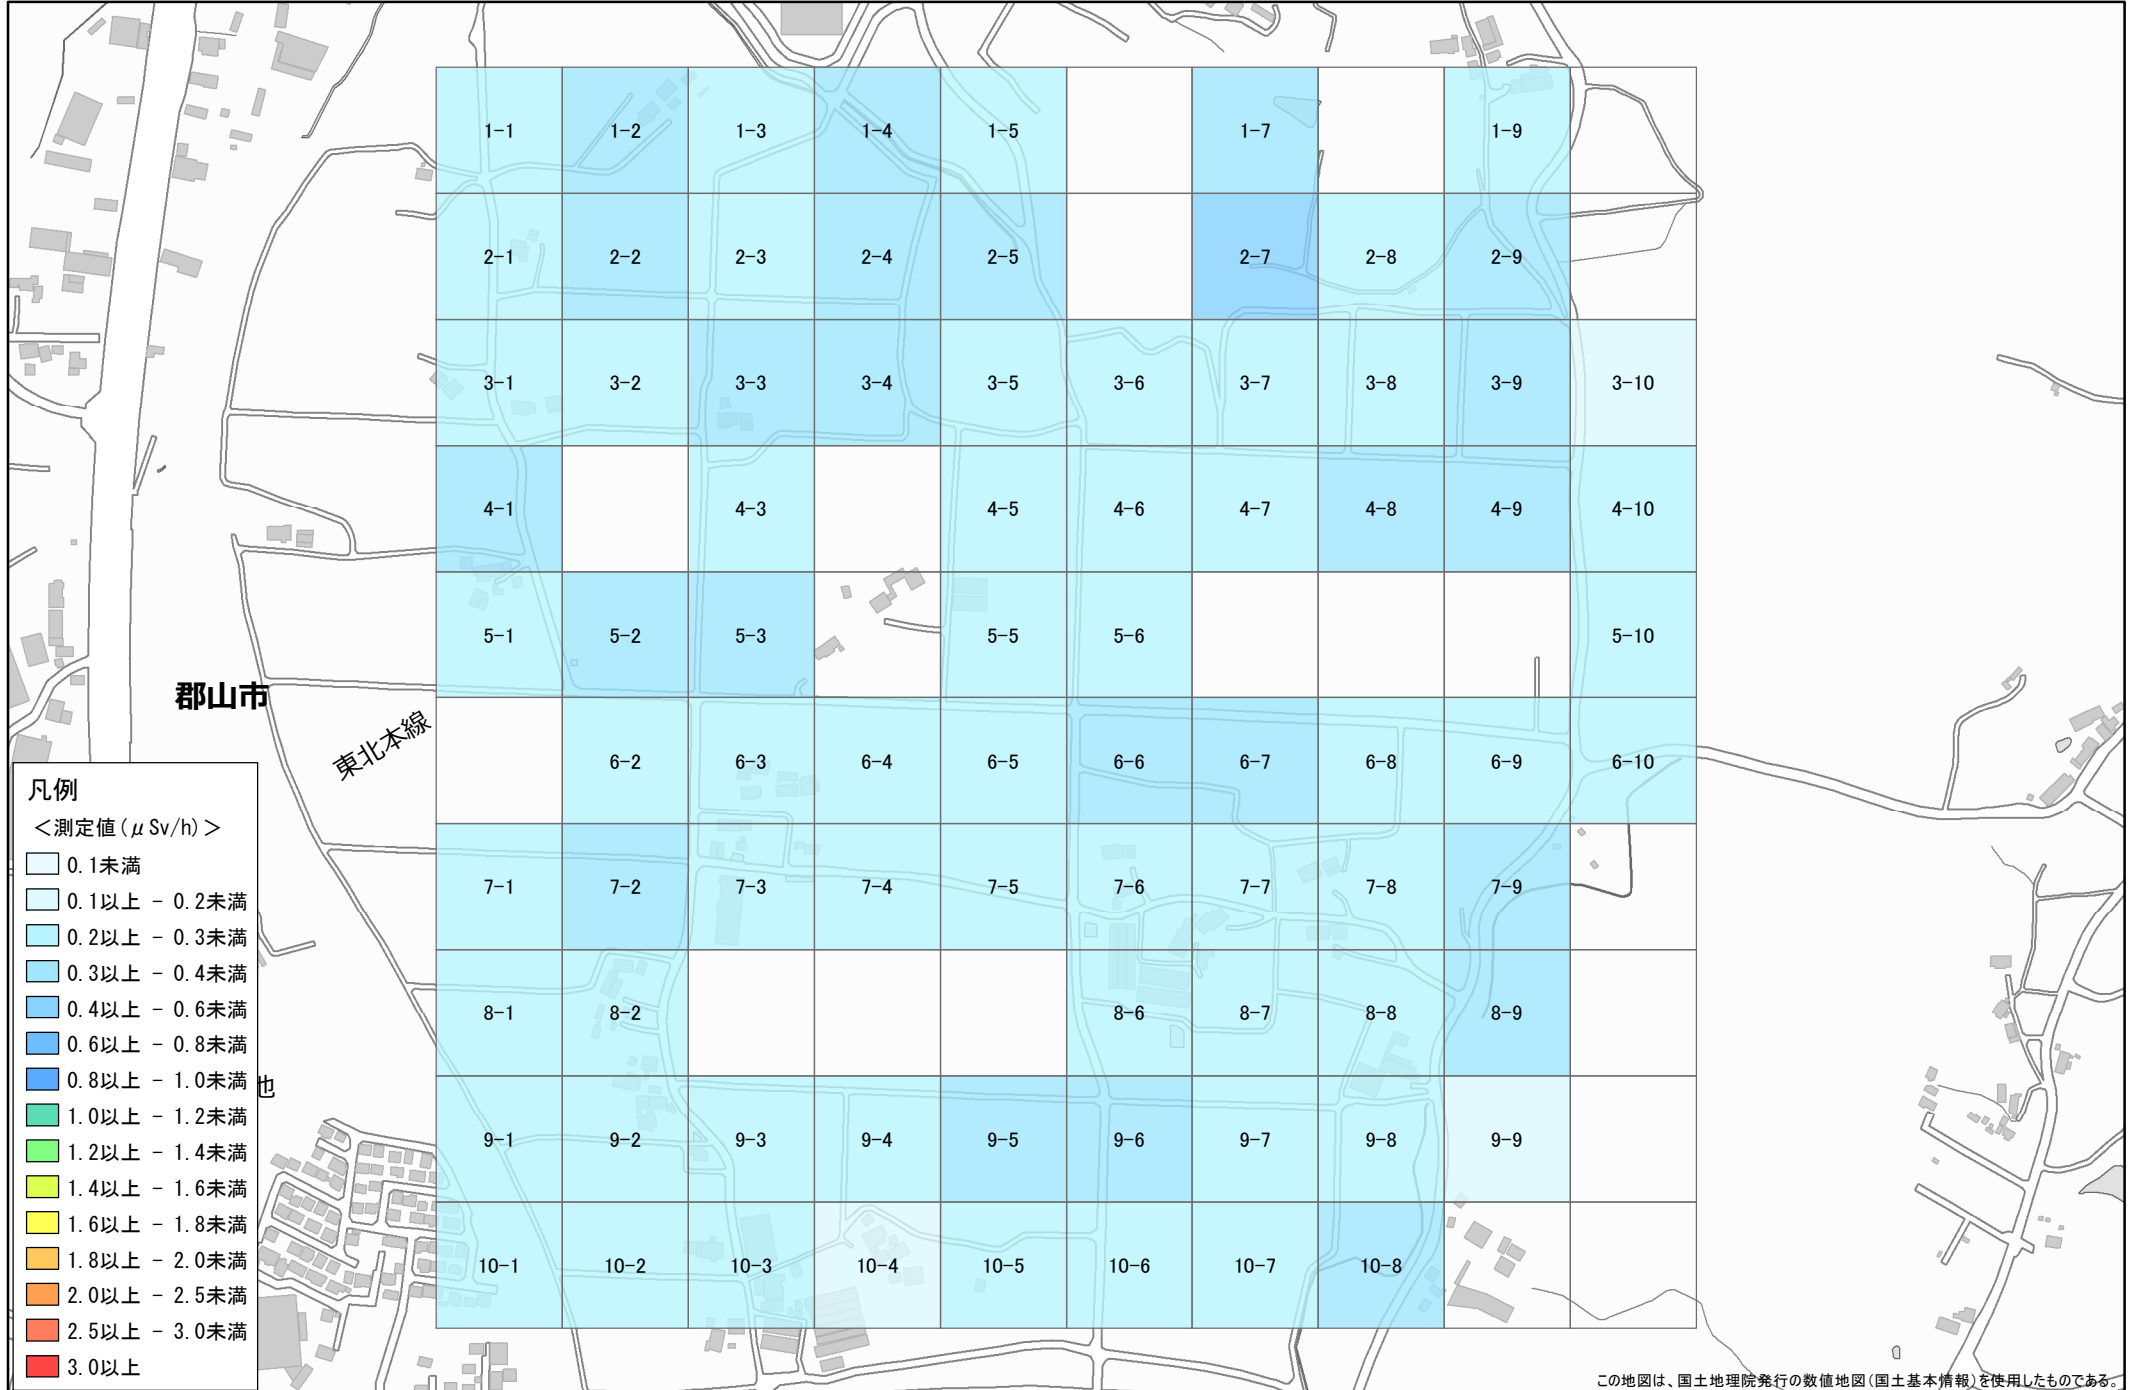 1-1 1-2 1-3 1-4 1-5 1-7 1-9
2-1 2-2 2-3 2-4 2-5 2-7 2-8 2-9
3-1 3-2 3-3 3-4 3-5 3-6 3-7 3-8 3-9 3-10
4-1 4-3 4-5 4-6 4-7 4-8 4-9 4-10
5-1 5-2 5-3 5-5 5-6 5-10
郡山市
東北本線
6-2 6-3 6-4 6-5 6-6 6-7 6-8 6-9 6-10
7-1 7-2 7-3 7-4 7-5 7-6 7-7 7-8 7-9
8-1 8-2 8-6 8-7 8-8 8-9
9-1 9-2 9-3 9-4 9-5 9-6 9-7 9-8 9-9
10-1 10-2 10-3 10-4 10-5 10-6 10-7 10-8
凡例
＜測定値(μSv/h)＞
0.1未満
0.1以上 - 0.2未満
0.2以上 - 0.3未満
0.3以上 - 0.4未満
0.4以上 - 0.6未満
0.6以上 - 0.8未満
0.8以上 - 1.0未満
1.0以上 - 1.2未満
1.2以上 - 1.4未満
1.4以上 - 1.6未満
1.6以上 - 1.8未満
1.8以上 - 2.0未満
2.0以上 - 2.5未満
2.5以上 - 3.0未満
3.0以上
この地図は、国土地理院発行の数値地図(国土基本情報)を使用したものである。